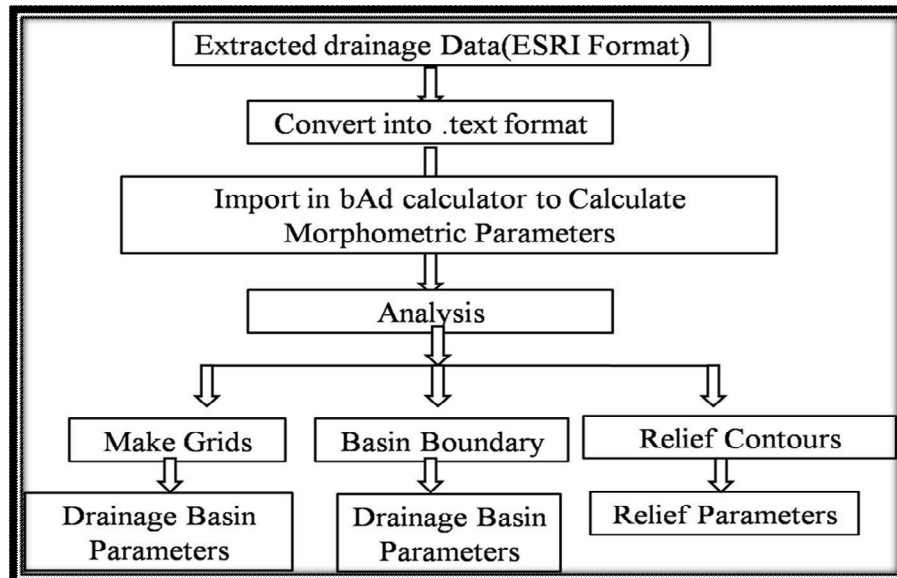 Extracted drainage Data(ESRI Format)
Convert into .text format
Import in bAd calculator to Calculate
Morphometric Parameters
Analysis
Make Grids
Basin Boundary
Relief Contours
Drainage Basin
Parameters
Drainage Basin
Parameters
Relief Parameters